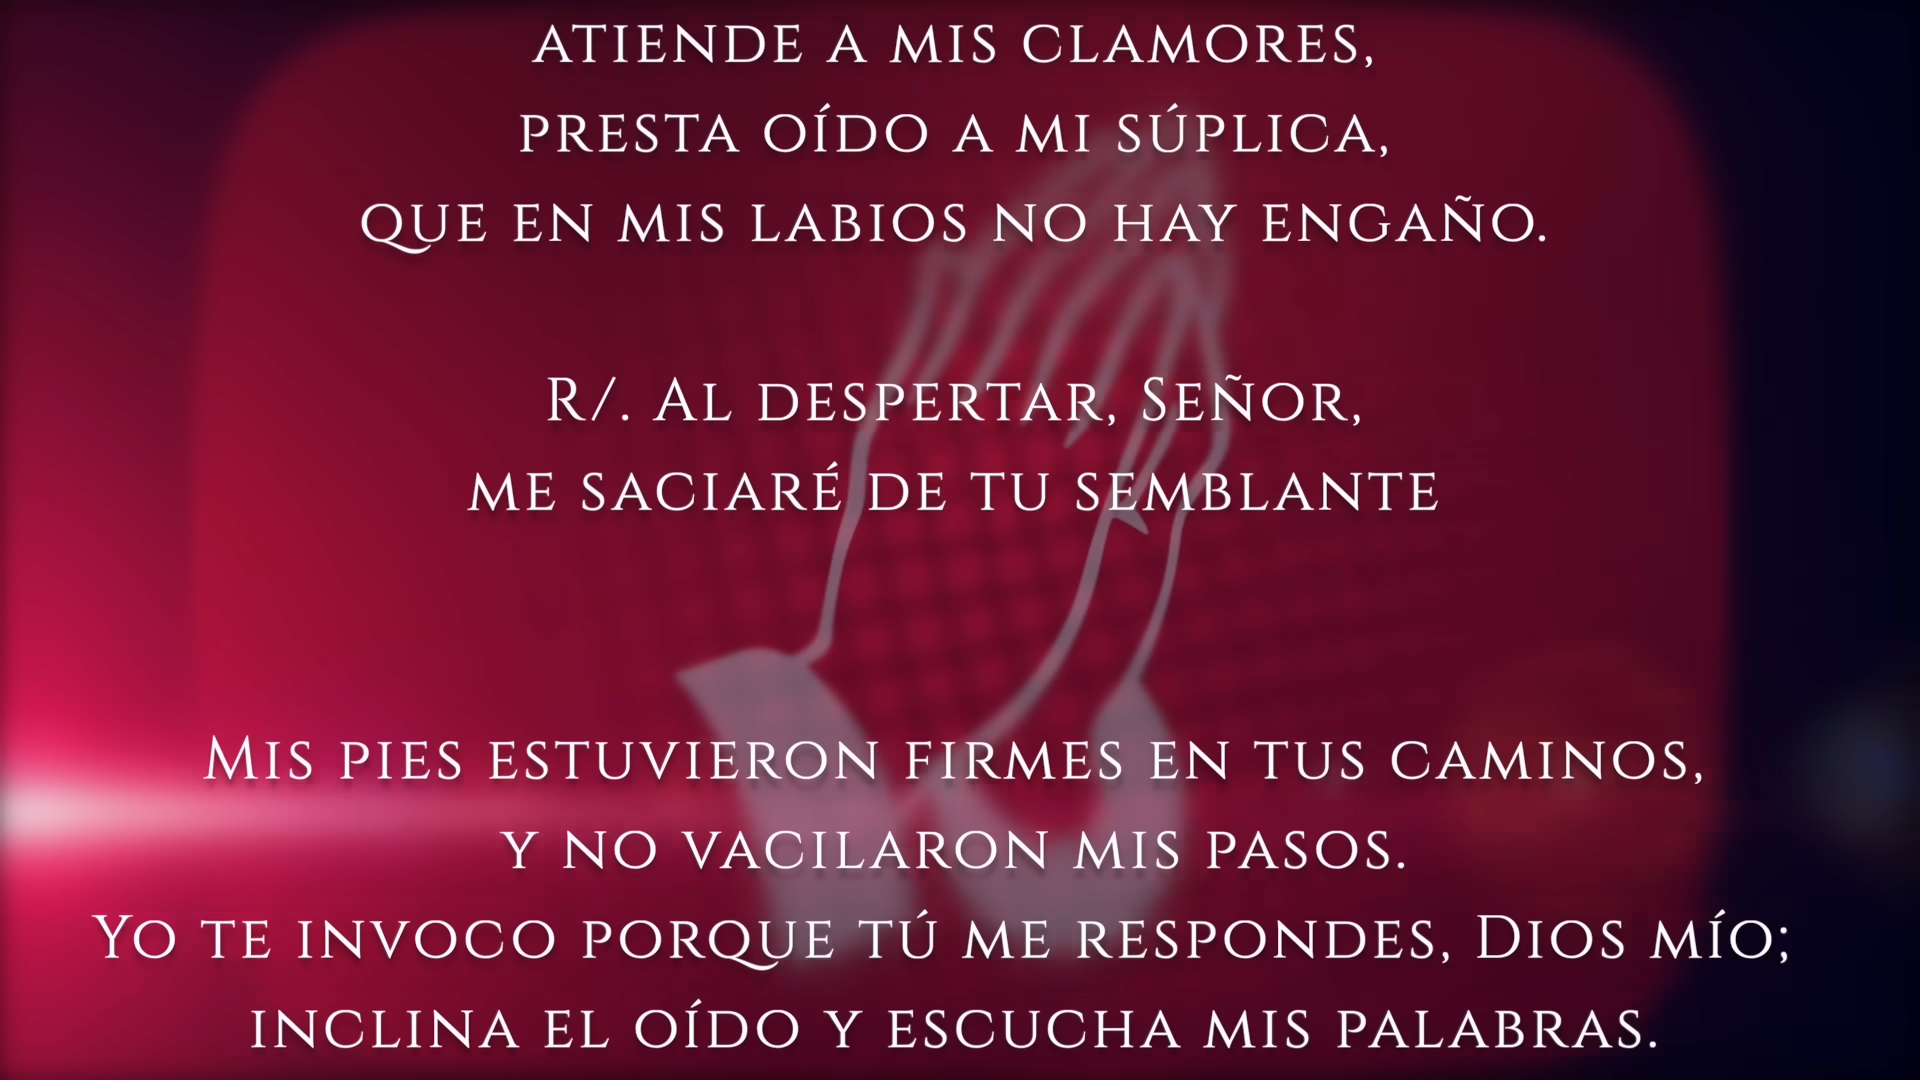 ATIENDE A MIS CLAMORES,
PRESTA OÍDO A MI SÚPLICA,
QUE EN MIS LABIOS NO HAY ENGAÑO.
R/. AL DESPERTAR, SEÑOR,
ME SACIARÉ DE TU SEMBLANTE
MIS PIES ESTUVIERON FIRMES EN TUS CAMINOS,
Y NO VACILARON MIS PASOS.
YO TE INVOCO PORQUE TÚ ME RESPONDES, DIOS MÍO;
INCLINA EL OÍDO Y ESCUCHA MIS PALABRAS.